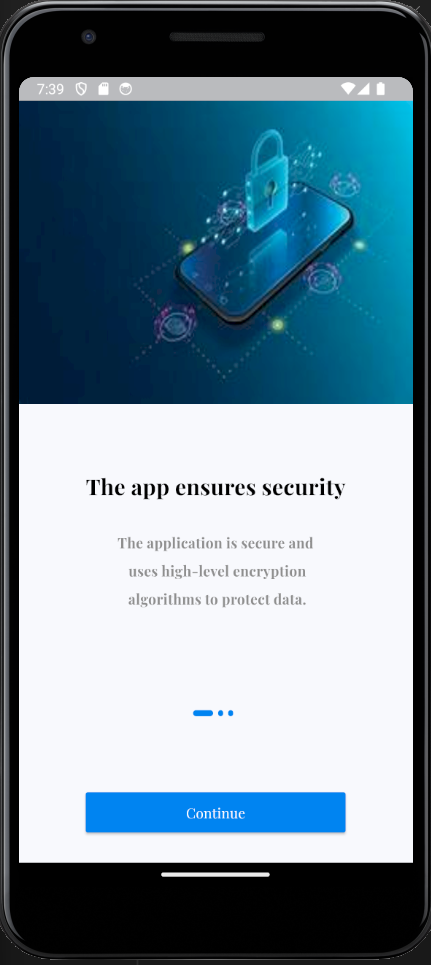 7:39
The app ensures security
The application is secure and
uses high-level encryption
algorithms to protect data.
Continue